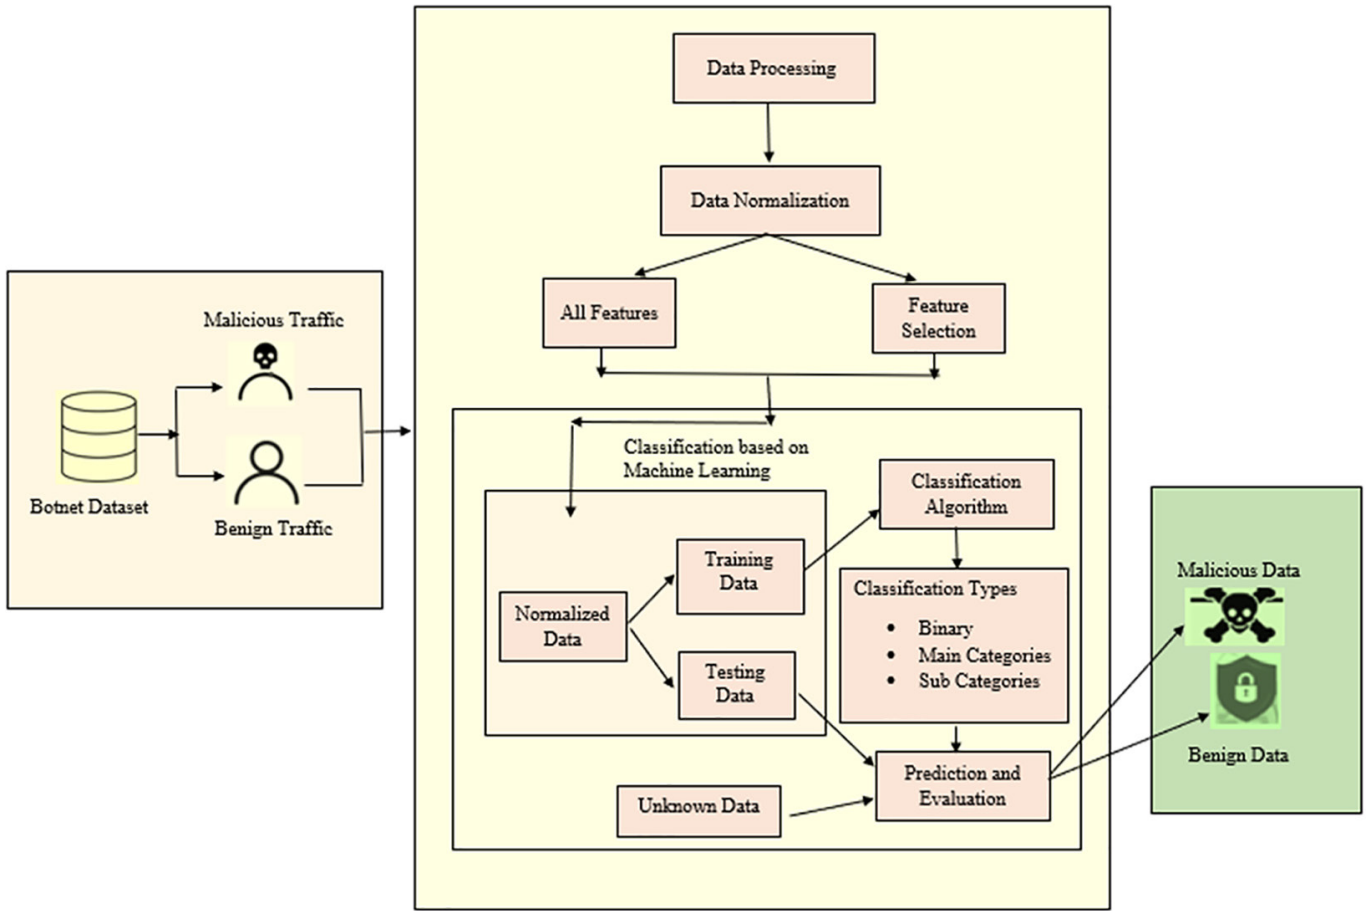 Data Processing
Data Normalization
All Features
Feature
Selection
Malicious Traffic
Botnet Dataset
Benign Traffic
Classification based on
Machine Learning
Classification
Algorithm
Training
Data
Normalized
Data
Testing
Data
Classification Types
• Binary
• Main Categories
• Sub Categories
Unknown Data
Prediction and
Evaluation
Malicious Data
Benign Data